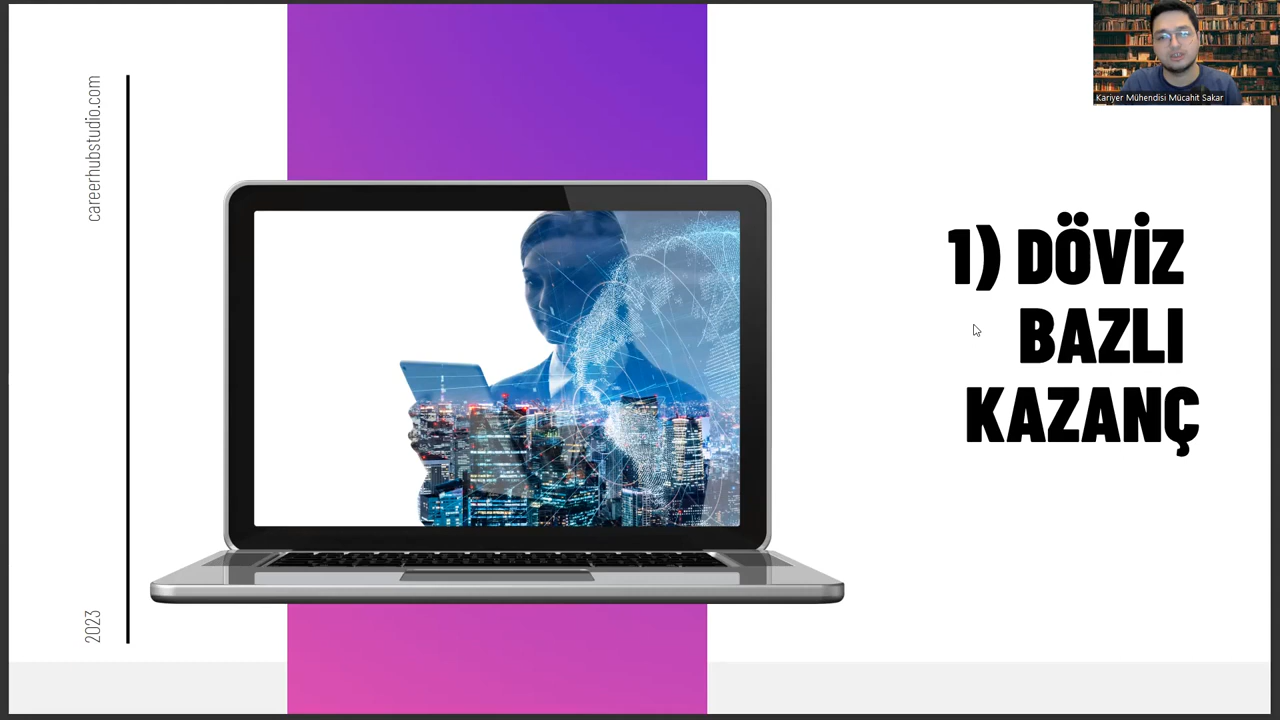 careerhubstudio.com
2023
1) DÖVİZ
BAZLI
KAZANÇ
Kariyer Mühendisi Mücahit Sakar